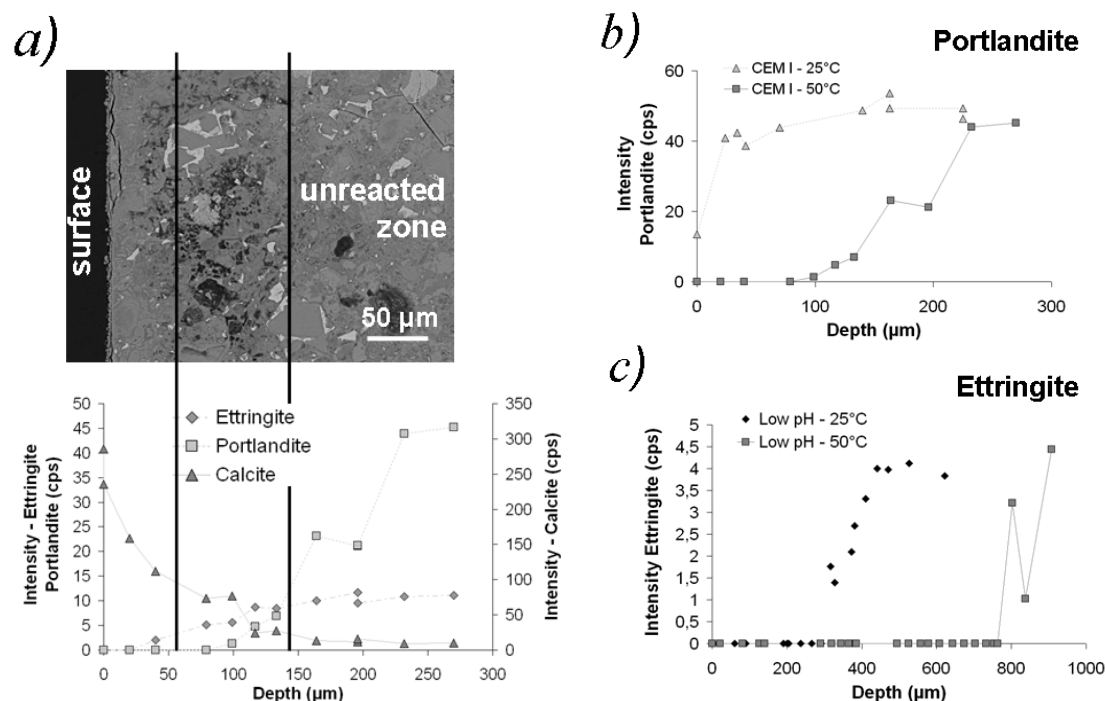 a)
surface
unreacted
zone
50 µm
50
45
40
35
30
25
20
15
10
5
0
Intensity - Ettringite
Portlandite (cps)
Ettringite
Portlandite
Calcite
350
300
250
200
150
100
50
0
Intensity - Calcite (cps)
0 50 100 150 200 250 300
Depth (µm)
b)
Portlandite
CEM I - 25°C
CEM I - 50°C
60
40
20
0
Intensity
Portlandite (cps)
0 100 200 300
Depth (µm)
c)
Ettringite
Low pH - 25°C
Low pH - 50°C
5
4,5
4
3,5
3
2,5
2
1,5
1
0,5
0
Intensity Ettringite (cps)
0 200 400 600 800 1000
Depth (µm)